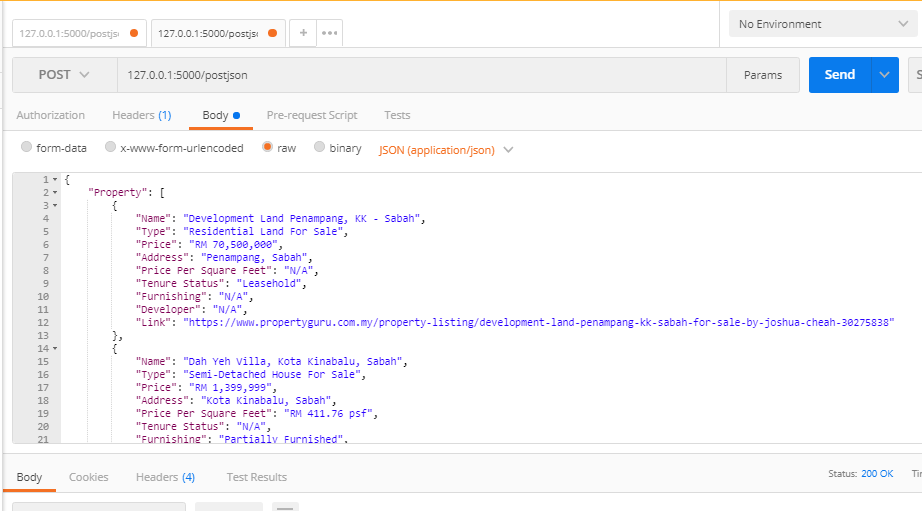 127.0.0.1:5000/postjs 127.0.0.1:5000/postjs + ••• No Environment
POST 127.0.0.1:5000/postjson Params Send S
Authorization Headers (1) Body Pre-request Script Tests
form-data x-www-form-urlencoded raw binary JSON (application/json)
1 {
2 "Property": [
3 {
4 "Name": "Development Land Penampang, KK - Sabah",
5 "Type": "Residential Land For Sale",
6 "Price": "RM 70,500,000",
7 "Address": "Penampang, Sabah",
8 "Price Per Square Feet": "N/A",
9 "Tenure Status": "Leasehold",
10 "Furnishing": "N/A",
11 "Developer": "N/A",
12 "Link": "https://www.propertyguru.com.my/property-listing/development-land-penampang-kk-sabah-for-sale-by-joshua-cheah-30275838"
13 },
14 {
15 "Name": "Dah Yeh Villa, Kota Kinabalu, Sabah",
16 "Type": "Semi-Detached House For Sale",
17 "Price": "RM 1,399,999",
18 "Address": "Kota Kinabalu, Sabah",
19 "Price Per Square Feet": "RM 411.76 psf",
20 "Tenure Status": "N/A",
21 "Furnishing": "Partially Furnished",
Body Cookies Headers (4) Test Results Status: 200 OK